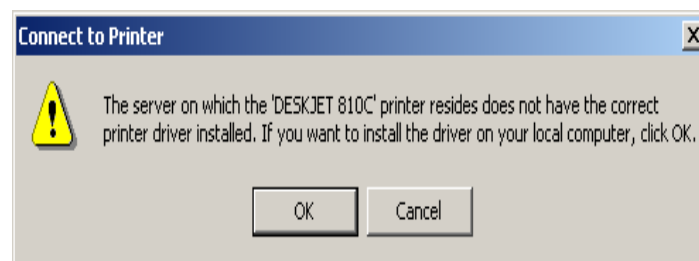 Connect to Printer
The server on which the 'DESKJET 810C' printer resides does not have the correct
printer driver installed. If you want to install the driver on your local computer, click OK.
OK
Cancel